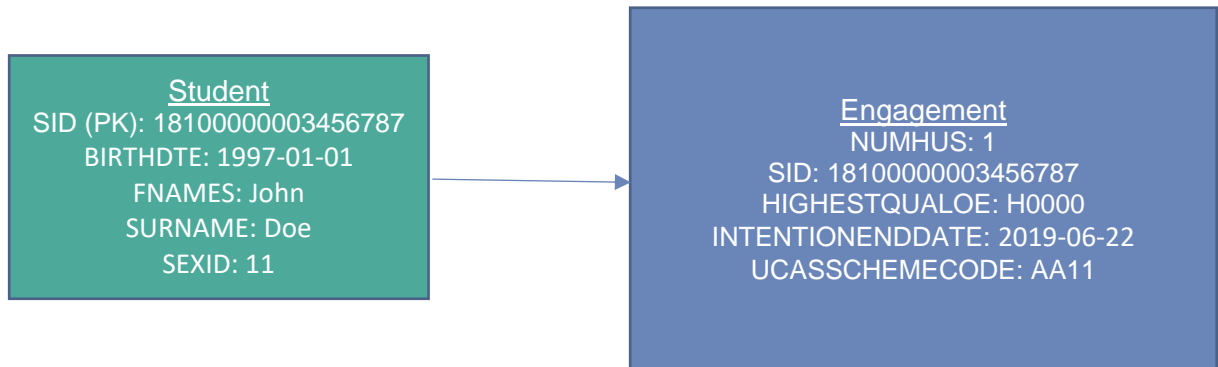 Student
SID (PK): 18100000003456787
BIRTHDTE: 1997-01-01
FNAMES: John
SURNAME: Doe
SEXID: 11
Engagement
NUMHUS: 1
SID: 18100000003456787
HIGHESTQUALOE: H0000
INTENTIONENDDATE: 2019-06-22
UCASSCHEMECODE: AA11